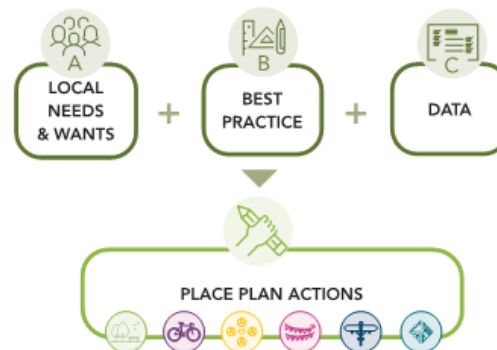 A
B
C
LOCAL
NEEDS
& WANTS
+
BEST
PRACTICE
+
DATA
PLACE PLAN ACTIONS